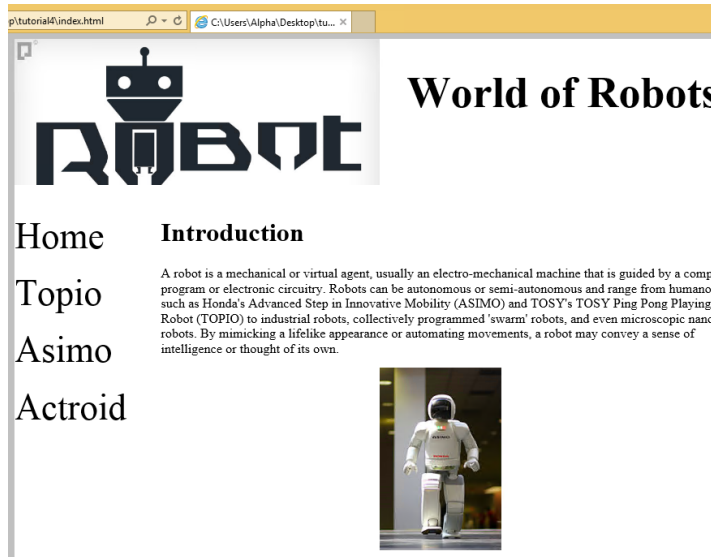 p\tutorial4\index.html
C:\Users\Alpha\Desktop\tu...
ROBOt
World of Robots
Home
Topio
Asimo
Actroid
Introduction
A robot is a mechanical or virtual agent, usually an electro-mechanical machine that is guided by a comp
program or electronic circuitry. Robots can be autonomous or semi-autonomous and range from humano
such as Honda's Advanced Step in Innovative Mobility (ASIMO) and TOSY's TOSY Ping Pong Playing
Robot (TOPIO) to industrial robots, collectively programmed 'swarm' robots, and even microscopic nano
robots. By mimicking a lifelike appearance or automating movements, a robot may convey a sense of
intelligence or thought of its own.
HONDA